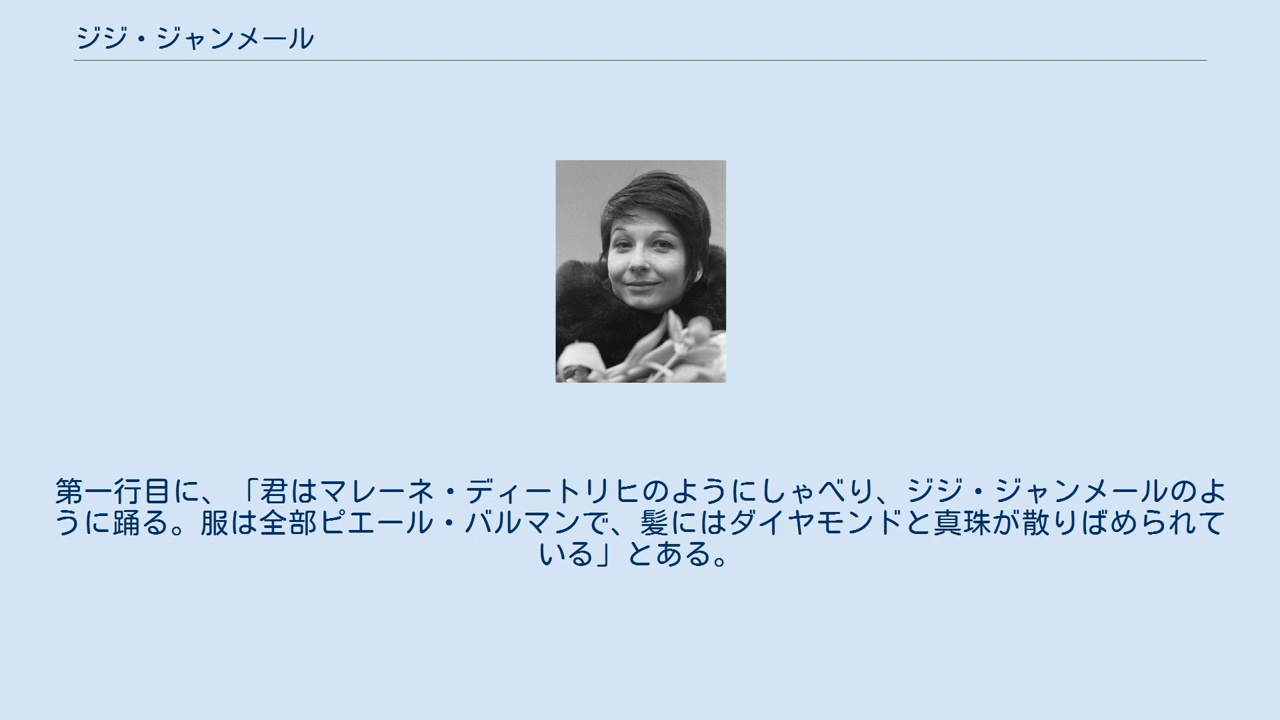 ジジ・ジャンメール
第一行目に、「君はマレーネ・ディートリヒのようにしゃべり、ジジ・ジャンメールのよ
うに踊る。服は全部ピエール・バルマンで、髪にはダイヤモンドと真珠が散りばめられて
いる」とある。